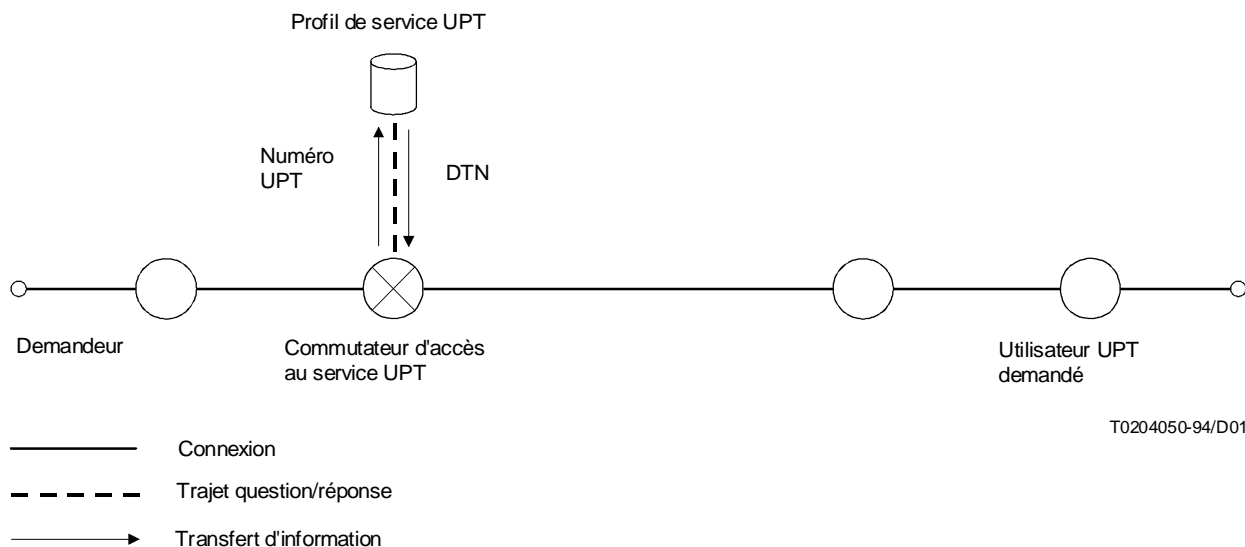 Profil de service UPT
Numéro
UPT
DTN
Demandeur
Commutateur d'accès
au service UPT
Utilisateur UPT
demandé
T0204050-94/D01
Connexion
Trajet question/réponse
Transfert d'information